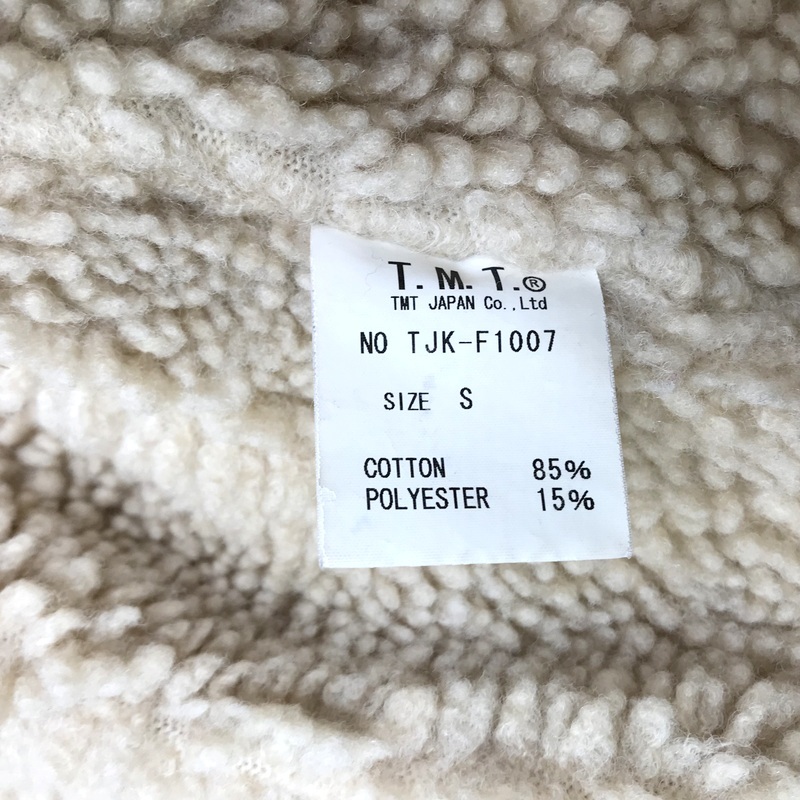 T.M.T.®
TMT JAPAN Co.,Ltd
NO TJK-F1007
SIZE S
COTTON 85%
POLYESTER 15%